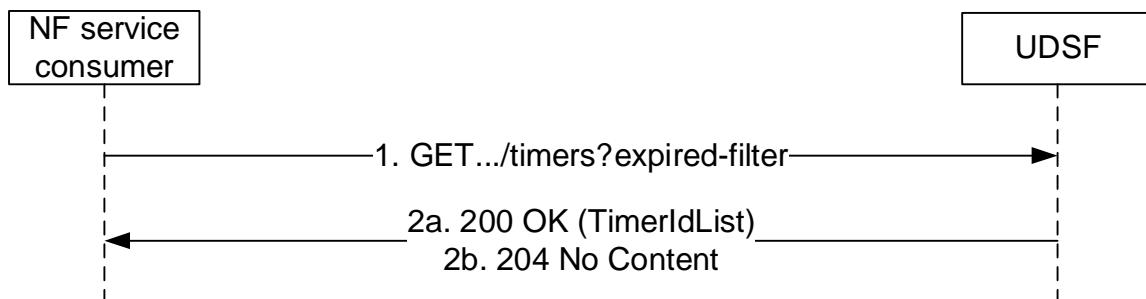 NF service
consumer
UDSF
1. GET.../timers?expired-filter
2a. 200 OK (TimerIdList)
2b. 204 No Content